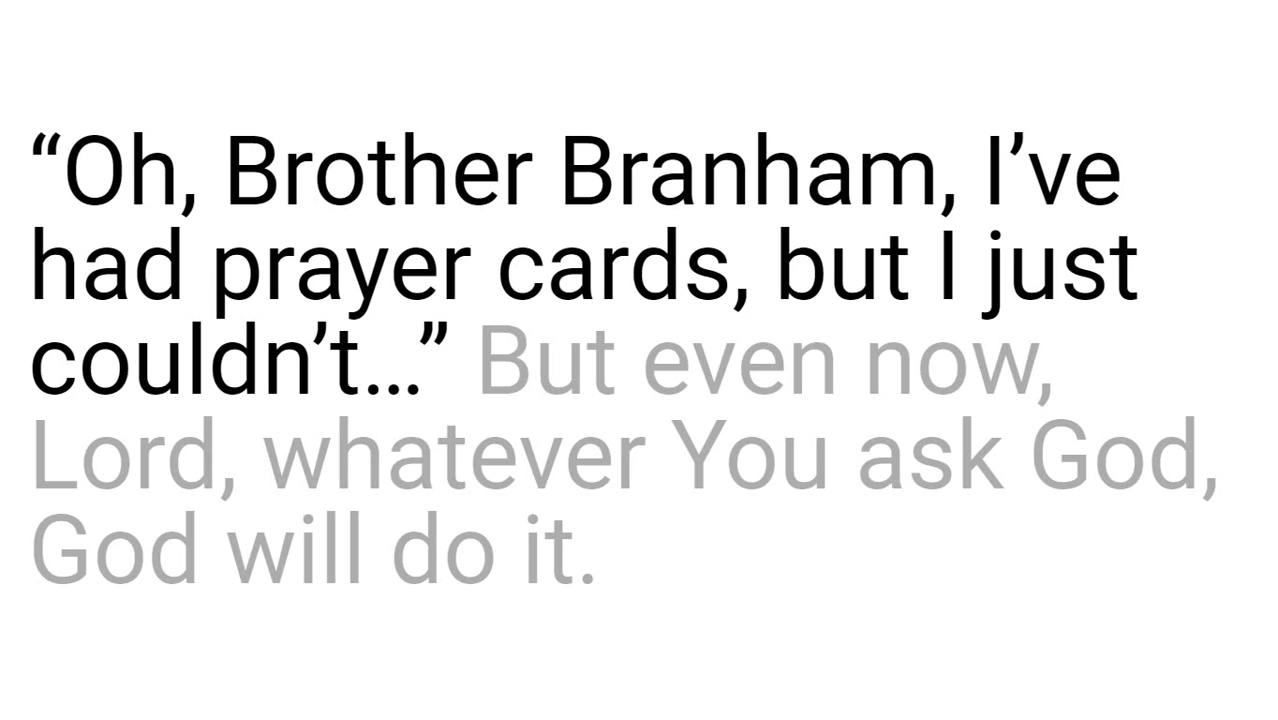 “Oh, Brother Branham, I’ve
had prayer cards, but I just
couldn’t…” But even now,
Lord, whatever You ask God,
God will do it.